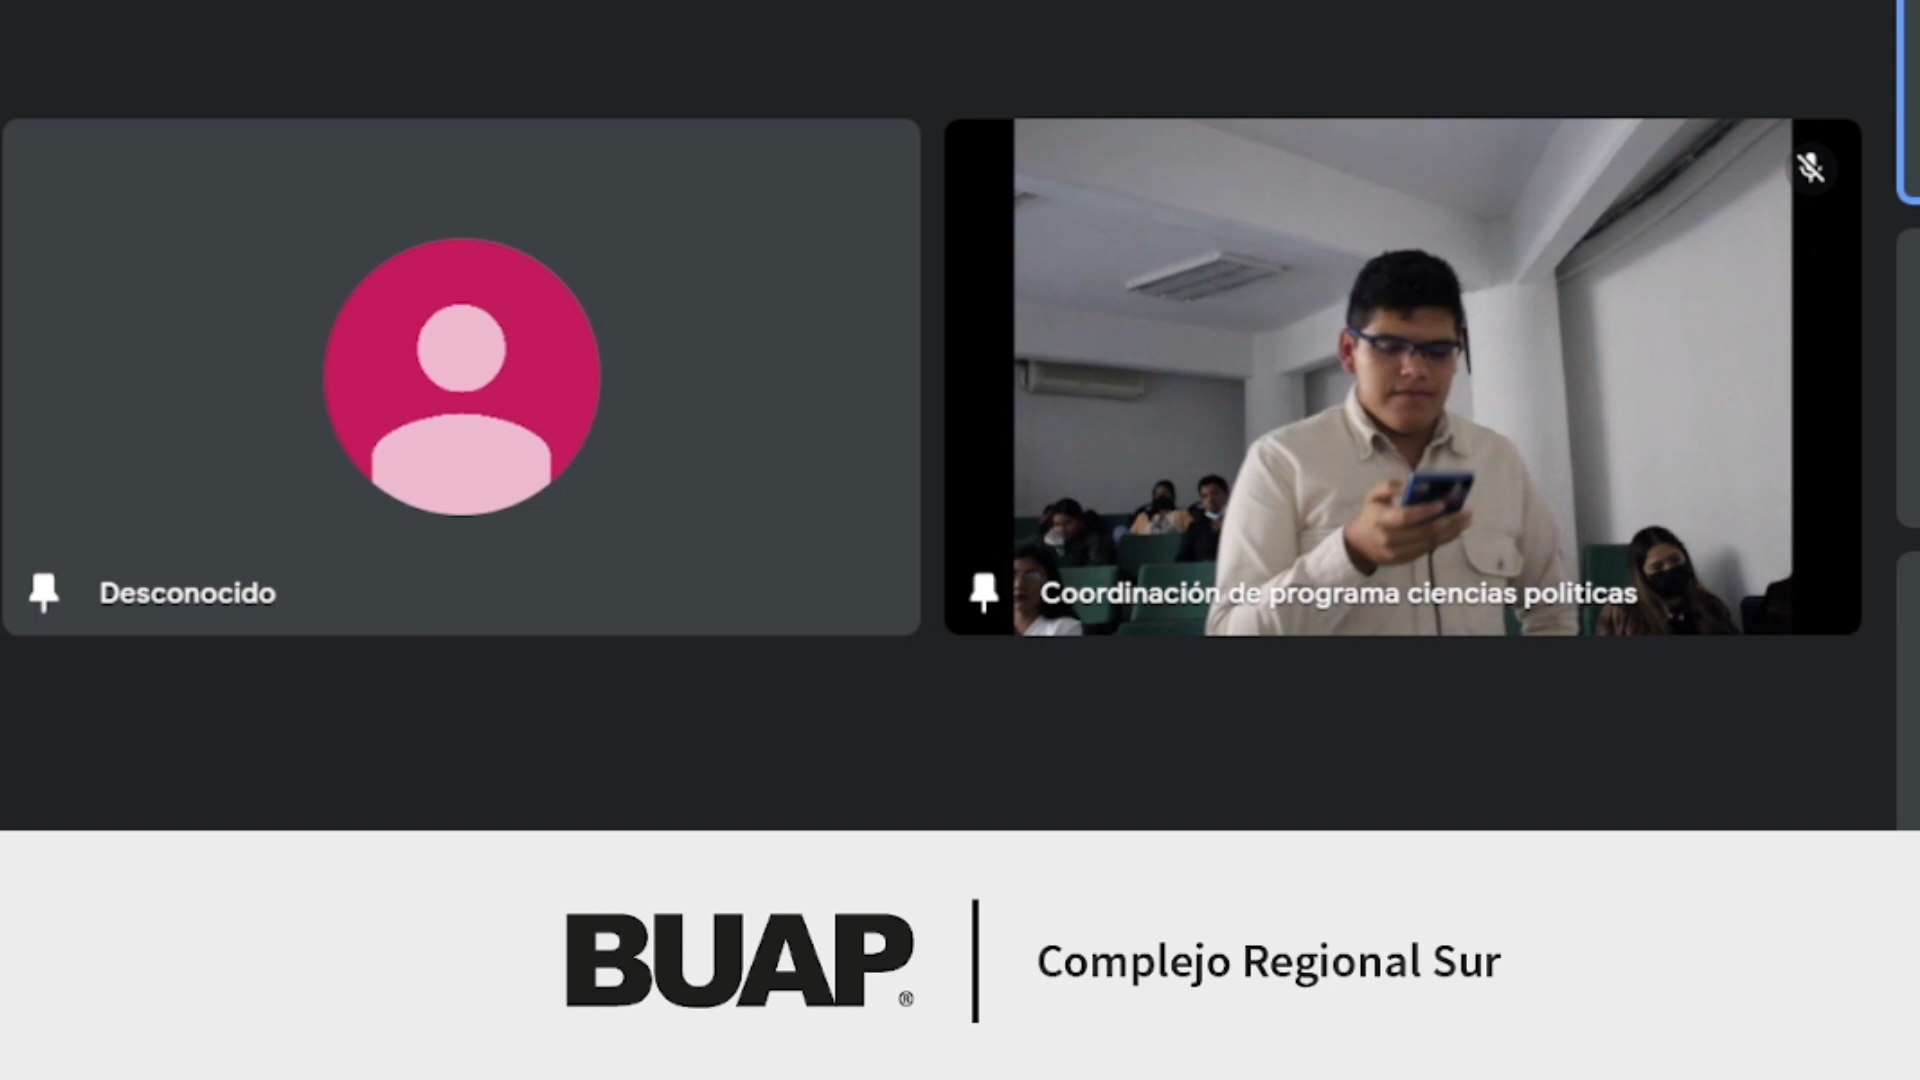 Desconocido
Coordinación de programa ciencias politicas
BUAP®
Complejo Regional Sur